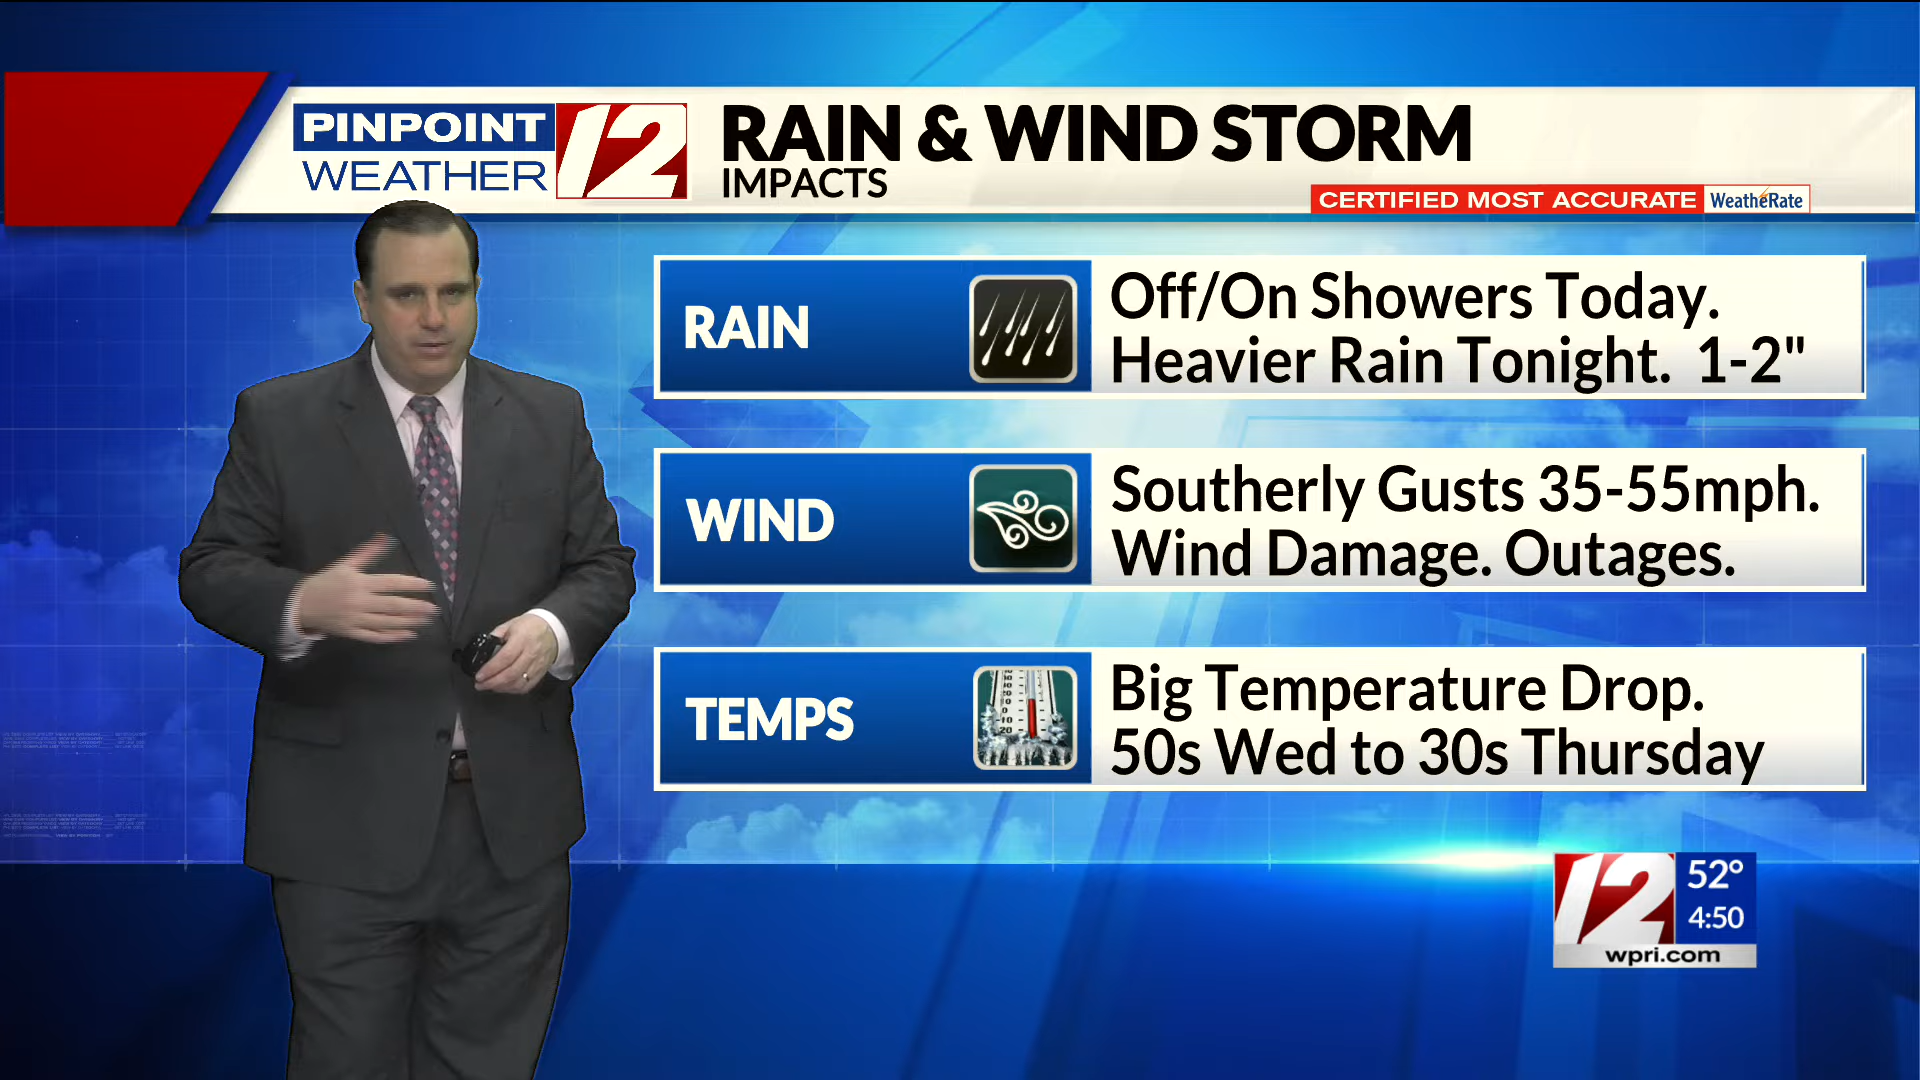 PINPOINT
WEATHER
12
RAIN & WIND STORM
IMPACTS
CERTIFIED MOST ACCURATE WeatheRate
RAIN
Off/On Showers Today.
Heavier Rain Tonight. 1-2"
WIND
Southerly Gusts 35-55mph.
Wind Damage. Outages.
TEMPS
Big Temperature Drop.
50s Wed to 30s Thursday
12
52°
4:50
wpri.com